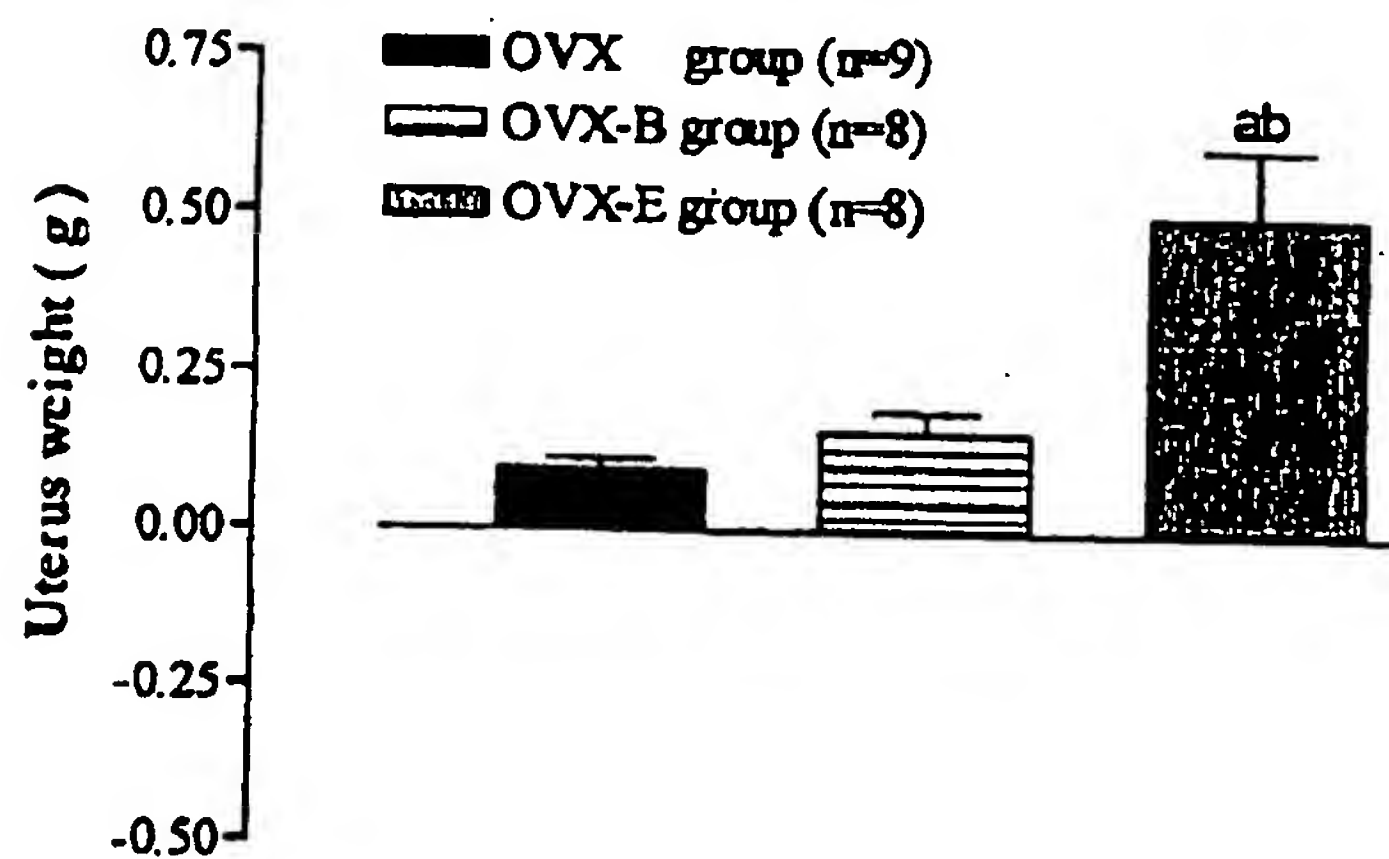 0.75
OVX group (n=9)
OVX-B group (n=8)
OVX-E group (n=8)
ab
0.50
0.25
0.00
-0.25
-0.50
Uterus weight ( g )